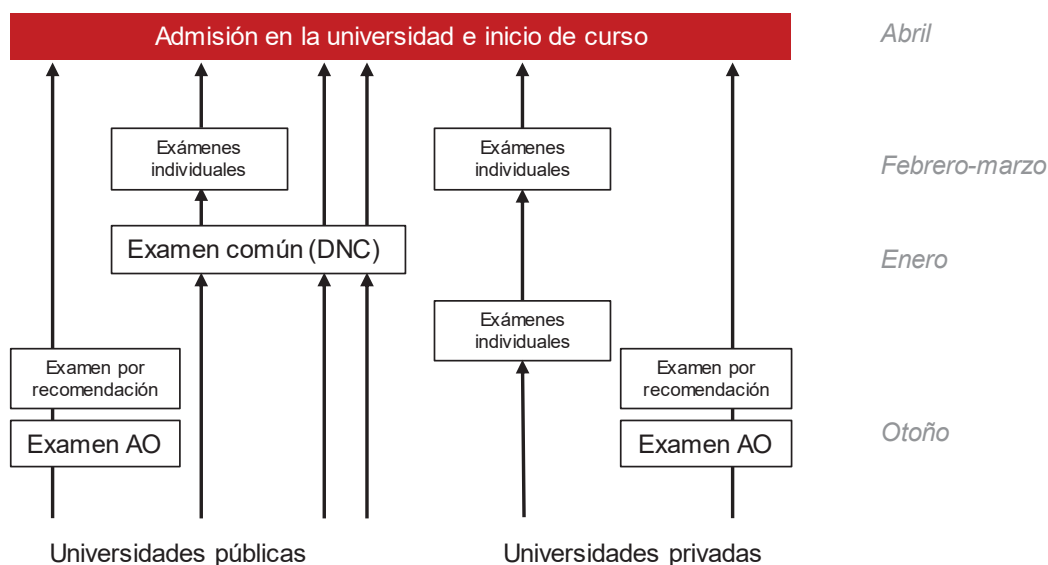 Admisión en la universidad e inicio de curso
Abril
Exámenes
individuales
Exámenes
individuales
Febrero-marzo
Examen común (DNC)
Enero
Exámenes
individuales
Examen por
recomendación
Examen por
recomendación
Examen AO
Examen AO
Otoño
Universidades públicas
Universidades privadas